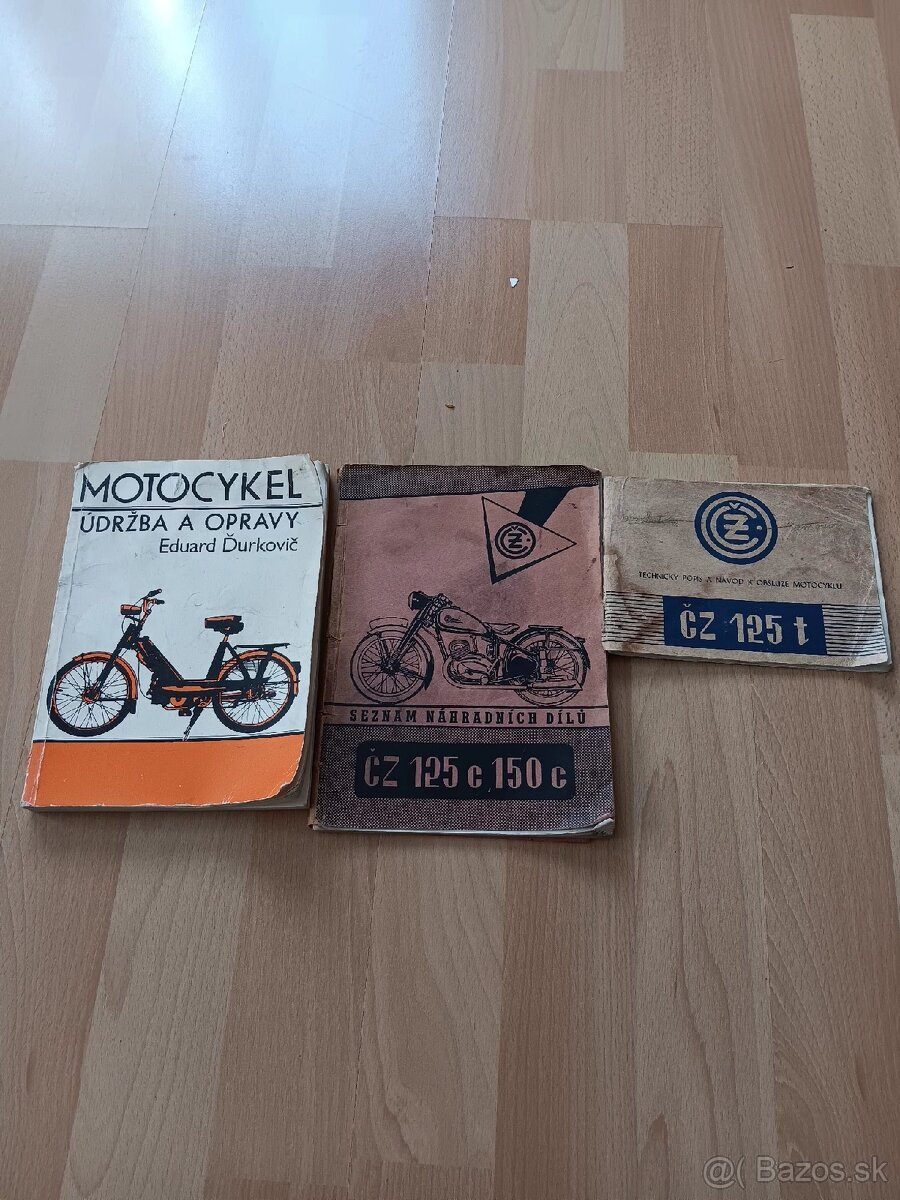 MOTOCYKEL
ÚDRŽBA A OPRAVY
Eduard Ďurkovič
ČZ
SEZNAM NÁHRADNÍCH DÍLŮ
ČZ 125 c, 150 c
ČZ
TECHNICKÝ POPIS A NÁVOD K OBSLUZE MOTOCYKLU
ČZ 125 t
@( Bazos.sk